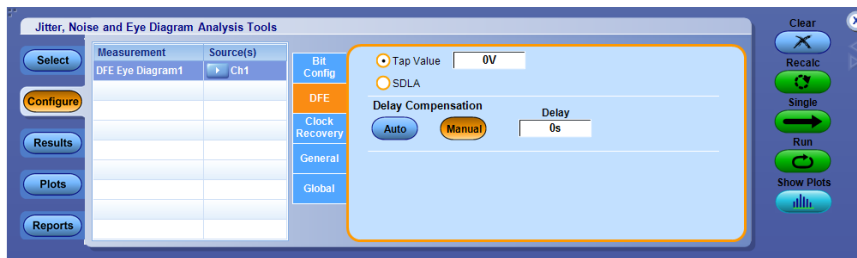 Jitter, Noise and Eye Diagram Analysis Tools
Clear
Select
Configure
Results
Plots
Reports
Measurement Source(s)
DFE Eye Diagram1 Ch1
Bit
Config
DFE
Clock
Recovery
General
Global
Tap Value 0V
SDLA
Delay Compensation
Delay
Auto Manual 0s
Recalc
Single
Run
Show Plots